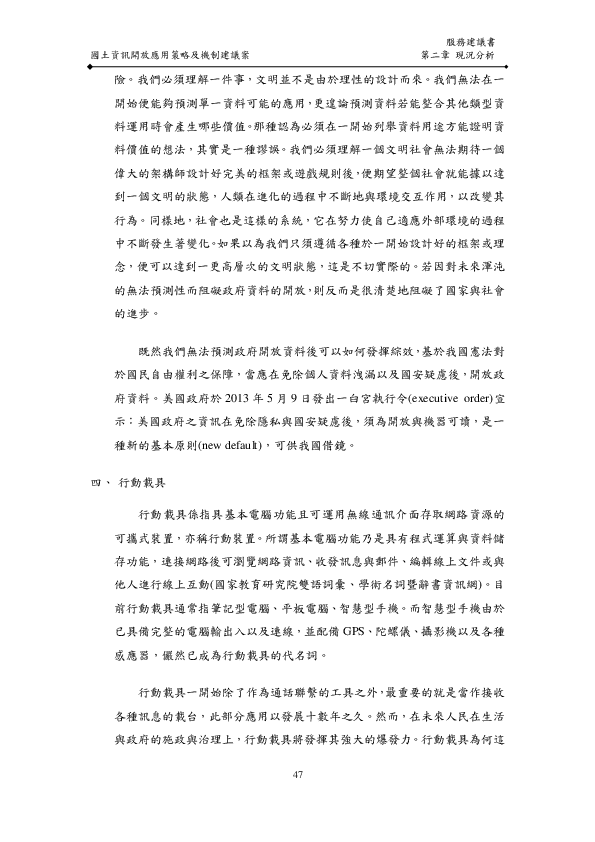 服務建議書
國土資訊開放應用策略及機制建議案 第二章 現況分析
險。我們必須理解一件事，文明並不是由於理性的設計而來。我們無法在一
開始便能夠預測單一資料可能的應用，更遑論預測資料若能整合其他類型資
料運用時會產生哪些價值。那種認為必須在一開始列舉資料用途方能證明資
料價值的想法，其實是一種謬誤。我們必須理解一個文明社會無法期待一個
偉大的架構師設計好完美的框架或遊戲規則後，便期望整個社會就能據以達
到一個文明的狀態，人類在進化的過程中不斷地與環境交互作用，以改變其
行為。同樣地，社會也是這樣的系統，它在努力使自己適應外部環境的過程
中不斷發生著變化。如果以為我們只須遵循各種於一開始設計好的框架或理
念，便可以達到一更高層次的文明狀態，這是不切實際的。若因對未來渾沌
的無法預測性而阻礙政府資料的開放，則反而是很清楚地阻礙了國家與社會
的進步。
既然我們無法預測政府開放資料後可以如何發揮綜效，基於我國憲法對
於國民自由權利之保障，當應在免除個人資料洩漏以及國安疑慮後，開放政
府資料。美國政府於 2013 年 5 月 9 日發出一白宮執行令(executive order)宣
示：美國政府之資訊在免除隱私與國安疑慮後，須為開放與機器可讀，是一
種新的基本原則(new default)，可供我國借鏡。
四、 行動載具
行動載具係指具基本電腦功能且可運用無線通訊介面存取網路資源的
可攜式裝置，亦稱行動裝置。所謂基本電腦功能乃是具有程式運算與資料儲
存功能，連接網路後可瀏覽網路資訊、收發訊息與郵件、編輯線上文件或與
他人進行線上互動(國家教育研究院雙語詞彙、學術名詞暨辭書資訊網)。目
前行動載具通常指筆記型電腦、平板電腦、智慧型手機。而智慧型手機由於
已具備完整的電腦輸出入以及連線，並配備 GPS、陀螺儀、攝影機以及各種
感應器，儼然已成為行動載具的代名詞。
行動載具一開始除了作為通話聯繫的工具之外，最重要的就是當作接收
各種訊息的載台，此部分應用以發展十數年之久。然而，在未來人民在生活
與政府的施政與治理上，行動載具將發揮其強大的爆發力。行動載具為何這
47